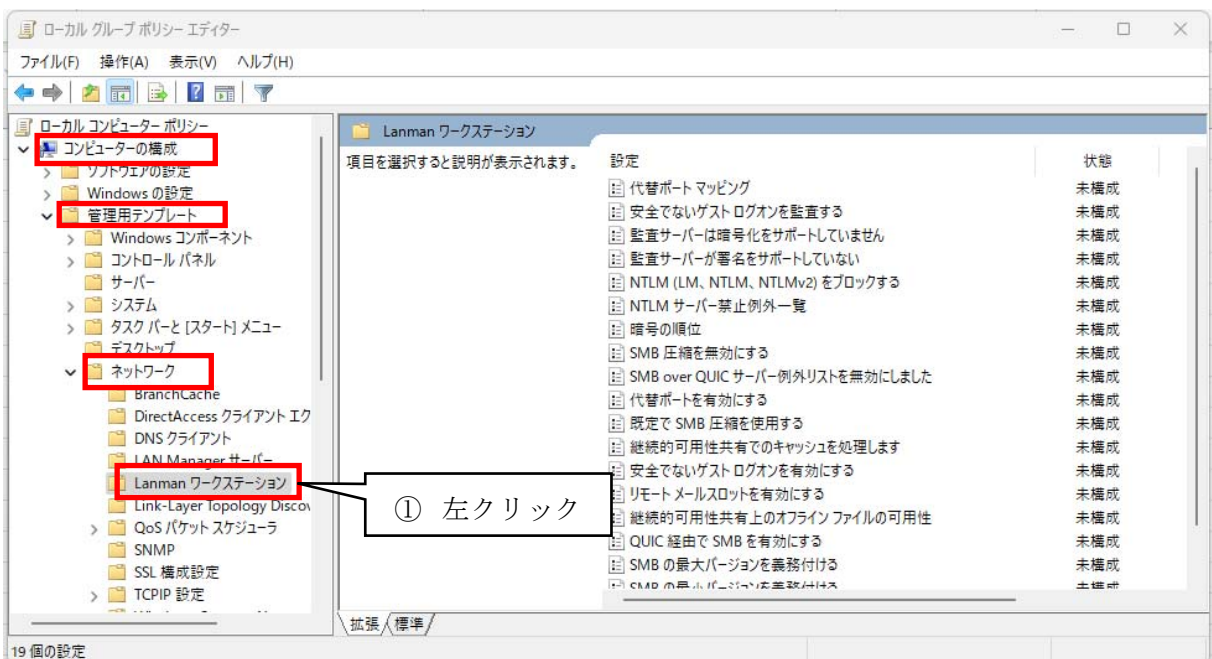 ローカル グループ ポリシー エディター
ファイル(F) 操作(A) 表示(V) ヘルプ(H)
ローカル コンピューター ポリシー
コンピューターの構成
ソフトウェアの設定
Windows の設定
管理用テンプレート
Windows コンポーネント
コントロール パネル
サーバー
システム
タスク バーと [スタート] メニュー
デスクトップ
ネットワーク
BranchCache
DirectAccess クライアント エク
DNS クライアント
LAN Manager サーバー
Lanman ワークステーション
Link-Layer Topology Discov
QoS パケット スケジューラ
SNMP
SSL 構成設定
TCPIP 設定
① 左クリック
Lanman ワークステーション
項目を選択すると説明が表示されます。
設定 状態
代替ポート マッピング 未構成
安全でないゲスト ログオンを監査する 未構成
監査サーバーは暗号化をサポートしていません 未構成
監査サーバーが署名をサポートしていない 未構成
NTLM (LM、NTLM、NTLMv2) をブロックする 未構成
NTLM サーバー禁止例外一覧 未構成
暗号の順位 未構成
SMB 圧縮を無効にする 未構成
SMB over QUIC サーバー例外リストを無効にしました 未構成
代替ポートを有効にする 未構成
既定で SMB 圧縮を使用する 未構成
継続的可用性共有でのキャッシュを処理します 未構成
安全でないゲスト ログオンを有効にする 未構成
リモート メールスロットを有効にする 未構成
継続的可用性共有上のオフライン ファイルの可用性 未構成
QUIC 経由で SMB を有効にする 未構成
SMB の最大バージョンを義務付ける 未構成
SMB の最小バージョンを義務付ける 未構成
拡張 標準
19 個の設定